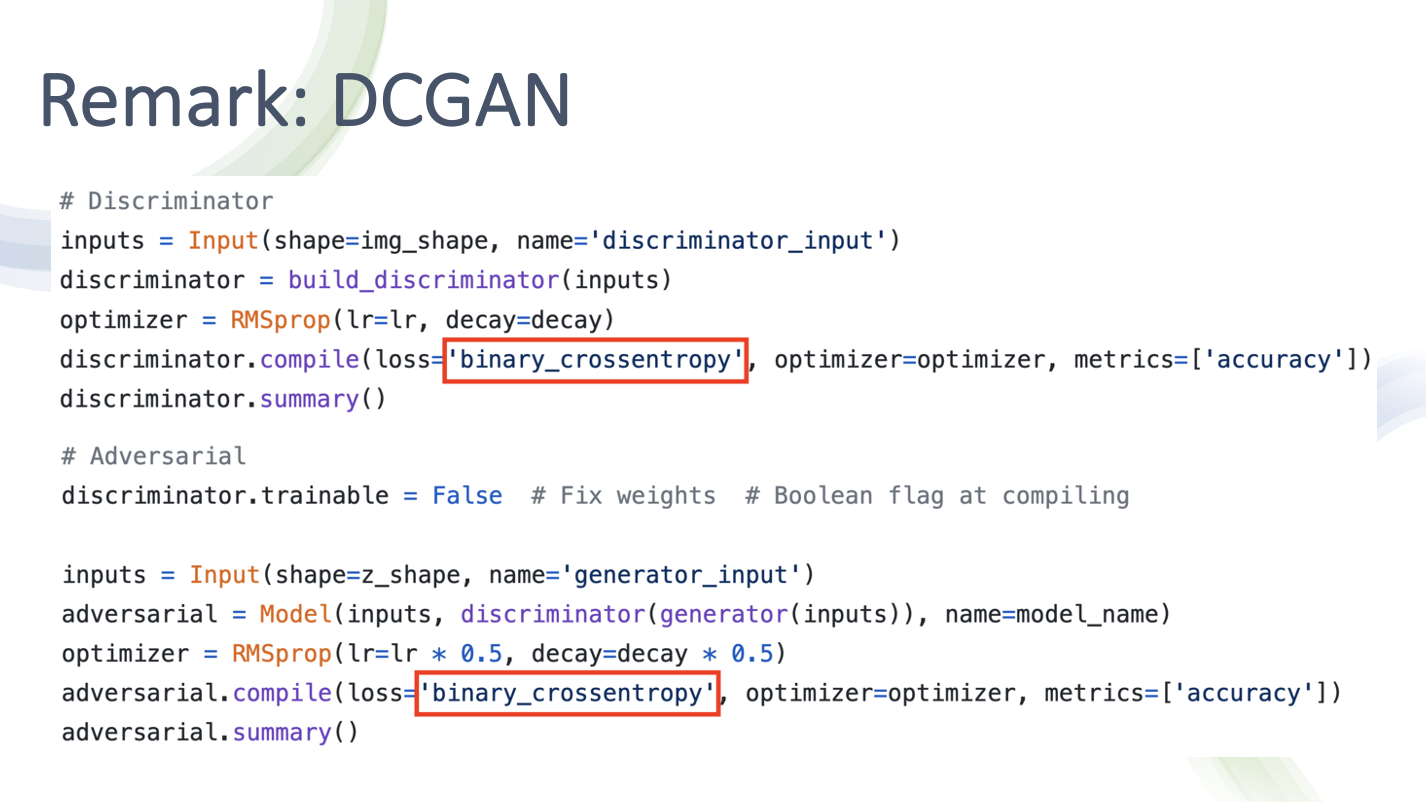 Remark: DCGAN
# Discriminator
inputs = Input(shape=img_shape, name='discriminator_input')
discriminator = build_discriminator(inputs)
optimizer = RMSprop(lr=lr, decay=decay)
discriminator.compile(loss='binary_crossentropy', optimizer=optimizer, metrics=['accuracy'])
discriminator.summary()
# Adversarial
discriminator.trainable = False  # Fix weights  # Boolean flag at compiling
inputs = Input(shape=z_shape, name='generator_input')
adversarial = Model(inputs, discriminator(generator(inputs)), name=model_name)
optimizer = RMSprop(lr=lr * 0.5, decay=decay * 0.5)
adversarial.compile(loss='binary_crossentropy', optimizer=optimizer, metrics=['accuracy'])
adversarial.summary()